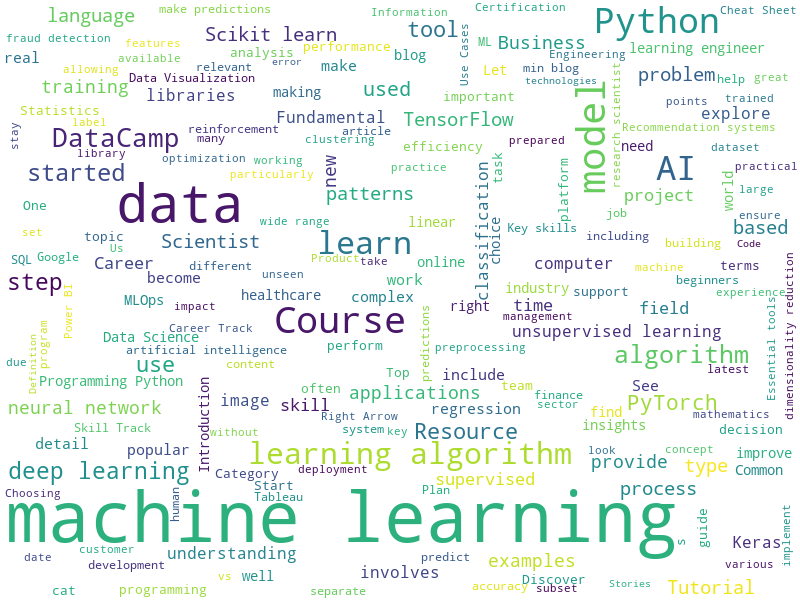 make predictions
Information
Certification
Cheat Sheet
language
Scikit learn
tool
Python
fraud detection
features
performance
Use Cases
ML
Business
Engineering
learning engineer
real
available
analysis
blog
allowing
relevant
error
make
Let
min blog
problem
help
great
Data Visualization
technologies
training
libraries
making
used
important
model
research scientist
points
trained
Statistics
Fundamental
TensorFlow
explore
label
reinforcement
article
Recommendation systems
stay
DataCamp
many
clustering
efficiency
prepared
need
dataset
library
optimization
working
practice
task
AI
practical
started
particularly
new
classification
platform
project
world
large
One
data
patterns
job
ensure
set
wide range
linear
choice
Key skills
including
based
topic
Us
Scientist
learn
building
Code
SQL
Google
Career
different
unseen
Product
take
online
computer
machine
terms
step
become
work
industry
support
beginners
experience
MLOps
healthcare
complex
right
time
field
dimensionality reduction
Power BI
impact
Course
management
Essential tools
Data Science
Career Track
unsupervised learning
program
Definition
artificial intelligence
perform
predictions
preprocessing
algorithm
due
use
content
Top
latest
Programming Python
Introduction
often
applications
include
team
finance
See
neural network
image
skill
regression
sector
PyTorch
mathematics
Skill Track
without
Right Arrow
system
key
Resource
find
insights
decision
detail
popular
learning algorithm
look
concept
improve
deep learning
Category
deployment
supervised
provide
type
Common
Choosing
human
Start
Tableau
Plan
process
machine learning
s
guide
implement
Keras
date
customer
understanding
predict
examples
various
development
involves
Discover
cat
programming
vs
well
separate
accuracy
subset
Stories
Tutorial